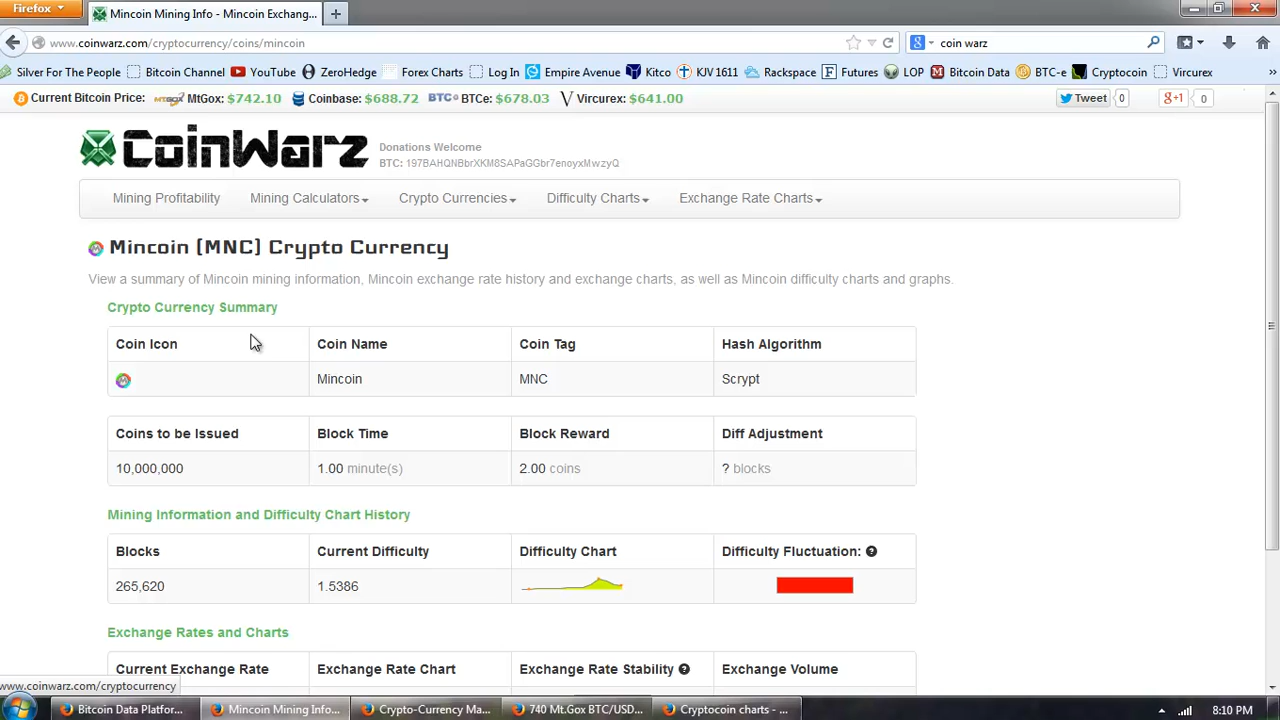 Firefox
Mincoin Mining Info - Mincoin Exchang...
www.coinwarz.com/cryptocurrency/coins/mincoin
coin warz
Silver For The People Bitcoin Channel YouTube ZeroHedge Forex Charts Log In Empire Avenue Kitco KJV 1611 Rackspace Futures LOP Bitcoin Data BTC-e Cryptocoin Vircurex »
Current Bitcoin Price: MtGox MtGox: $742.10 Coinbase: $688.72 BTC BTCe: $678.03 Vircurex: $641.00 Tweet 0 +1 0
CoinWarz
Donations Welcome
BTC: 197BAHQNBbrXKM8SAPaGGbr7enoyxMwzyQ
Mining Profitability Mining Calculators Crypto Currencies Difficulty Charts Exchange Rate Charts
Mincoin (MNC) Crypto Currency
View a summary of Mincoin mining information, Mincoin exchange rate history and exchange charts, as well as Mincoin difficulty charts and graphs.
Crypto Currency Summary
Coin Icon Coin Name Coin Tag Hash Algorithm
Mincoin MNC Scrypt
Coins to be Issued Block Time Block Reward Diff Adjustment
10,000,000 1.00 minute(s) 2.00 coins ? blocks
Mining Information and Difficulty Chart History
Blocks Current Difficulty Difficulty Chart Difficulty Fluctuation:
265,620 1.5386
Exchange Rates and Charts
Current Exchange Rate Exchange Rate Chart Exchange Rate Stability Exchange Volume
www.coinwarz.com/cryptocurrency
Bitcoin Data Platfor... Mincoin Mining Info... Crypto-Currency Ma... 740 Mt.Gox BTC/USD... Cryptocoin charts - ... 8:10 PM